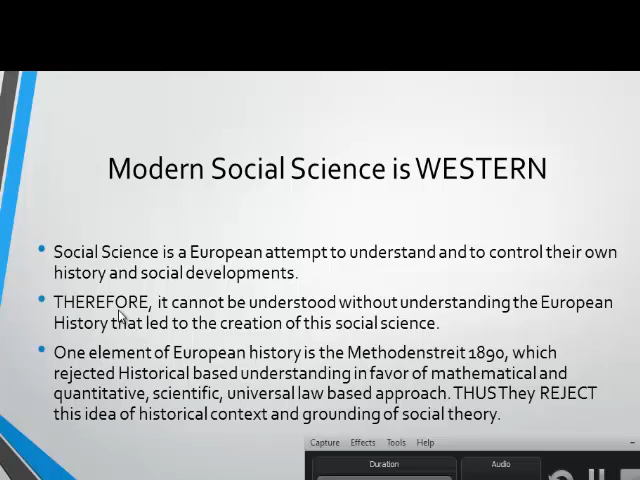 Modern Social Science is WESTERN
Social Science is a European attempt to understand and to control their own
history and social developments.
THEREFORE, it cannot be understood without understanding the European
History that led to the creation of this social science.
One element of European history is the Methodenstreit 1890, which
rejected Historical based understanding in favor of mathematical and
quantitative, scientific, universal law based approach. THUS They REJECT
this idea of historical context and grounding of social theory.
Capture Effects Tools Help
Duration Audio